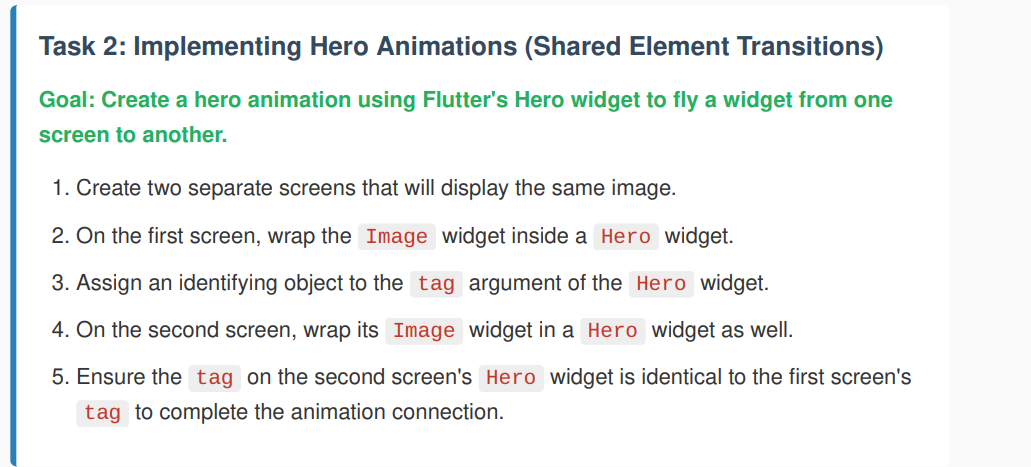 Task 2: Implementing Hero Animations (Shared Element Transitions)
Goal: Create a hero animation using Flutter's Hero widget to fly a widget from one
screen to another.
1. Create two separate screens that will display the same image.
2. On the first screen, wrap the Image widget inside a Hero widget.
3. Assign an identifying object to the tag argument of the Hero widget.
4. On the second screen, wrap its Image widget in a Hero widget as well.
5. Ensure the tag on the second screen's Hero widget is identical to the first screen's
tag to complete the animation connection.